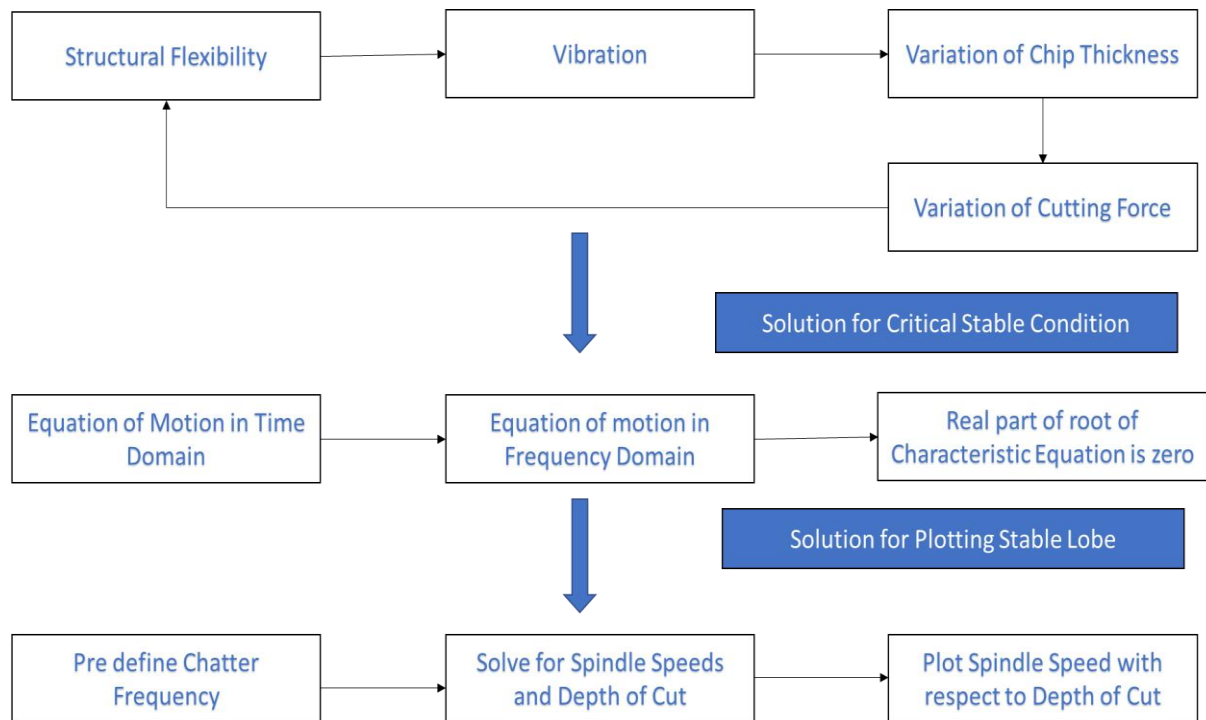 Structural Flexibility
Vibration
Variation of Chip Thickness
Variation of Cutting Force
Solution for Critical Stable Condition
Equation of Motion in Time
Domain
Equation of motion in
Frequency Domain
Real part of root of
Characteristic Equation is zero
Solution for Plotting Stable Lobe
Pre define Chatter
Frequency
Solve for Spindle Speeds
and Depth of Cut
Plot Spindle Speed with
respect to Depth of Cut